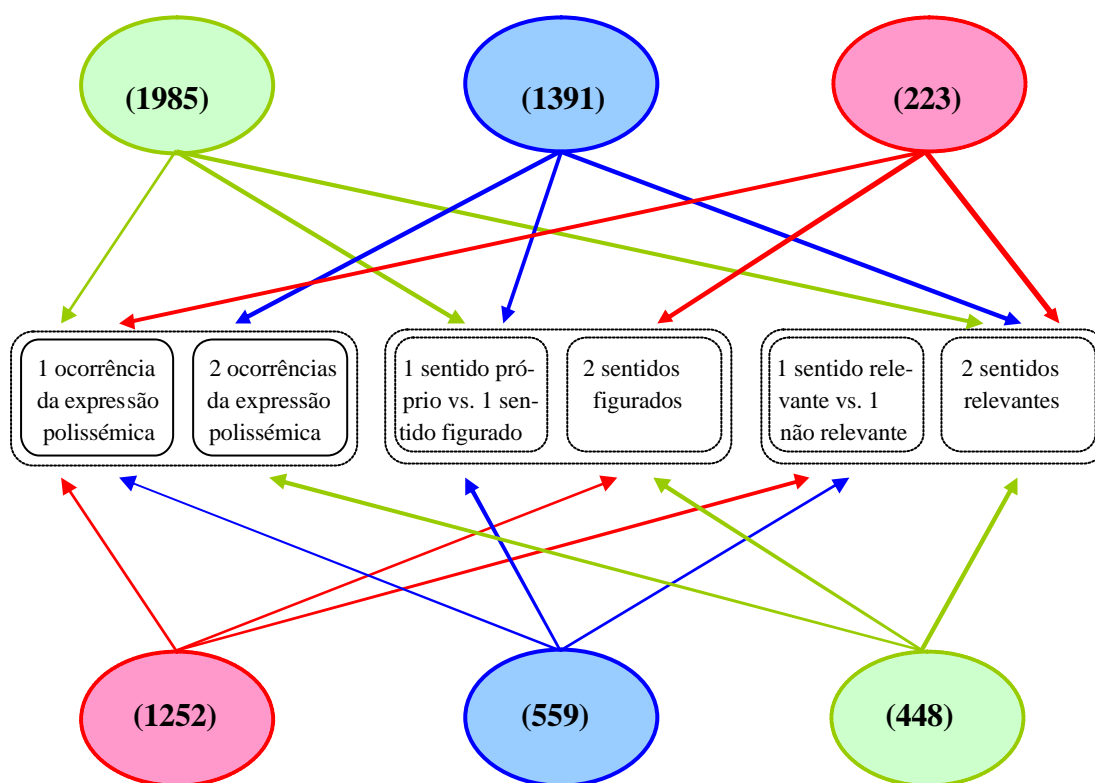 (1985)
(1391)
(223)
1 ocorrência
da expressão
polissémica
2 ocorrências
da expressão
polissémica
1 sentido pró-
prio vs. 1 sen-
tido figurado
2 sentidos
figurados
1 sentido rele-
vante vs. 1
não relevante
2 sentidos
relevantes
(1252)
(559)
(448)